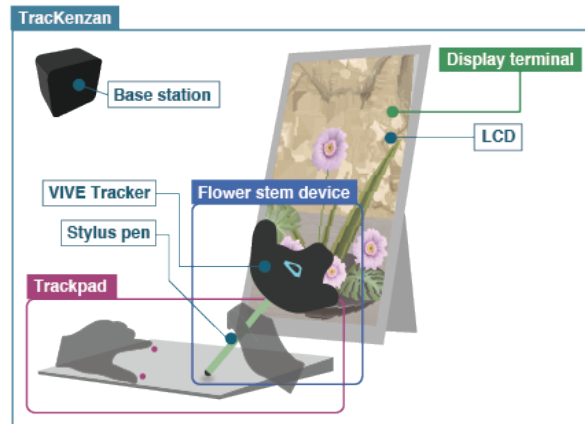 TracKenzan
Base station
Display terminal
LCD
VIVE Tracker
Flower stem device
Stylus pen
Trackpad